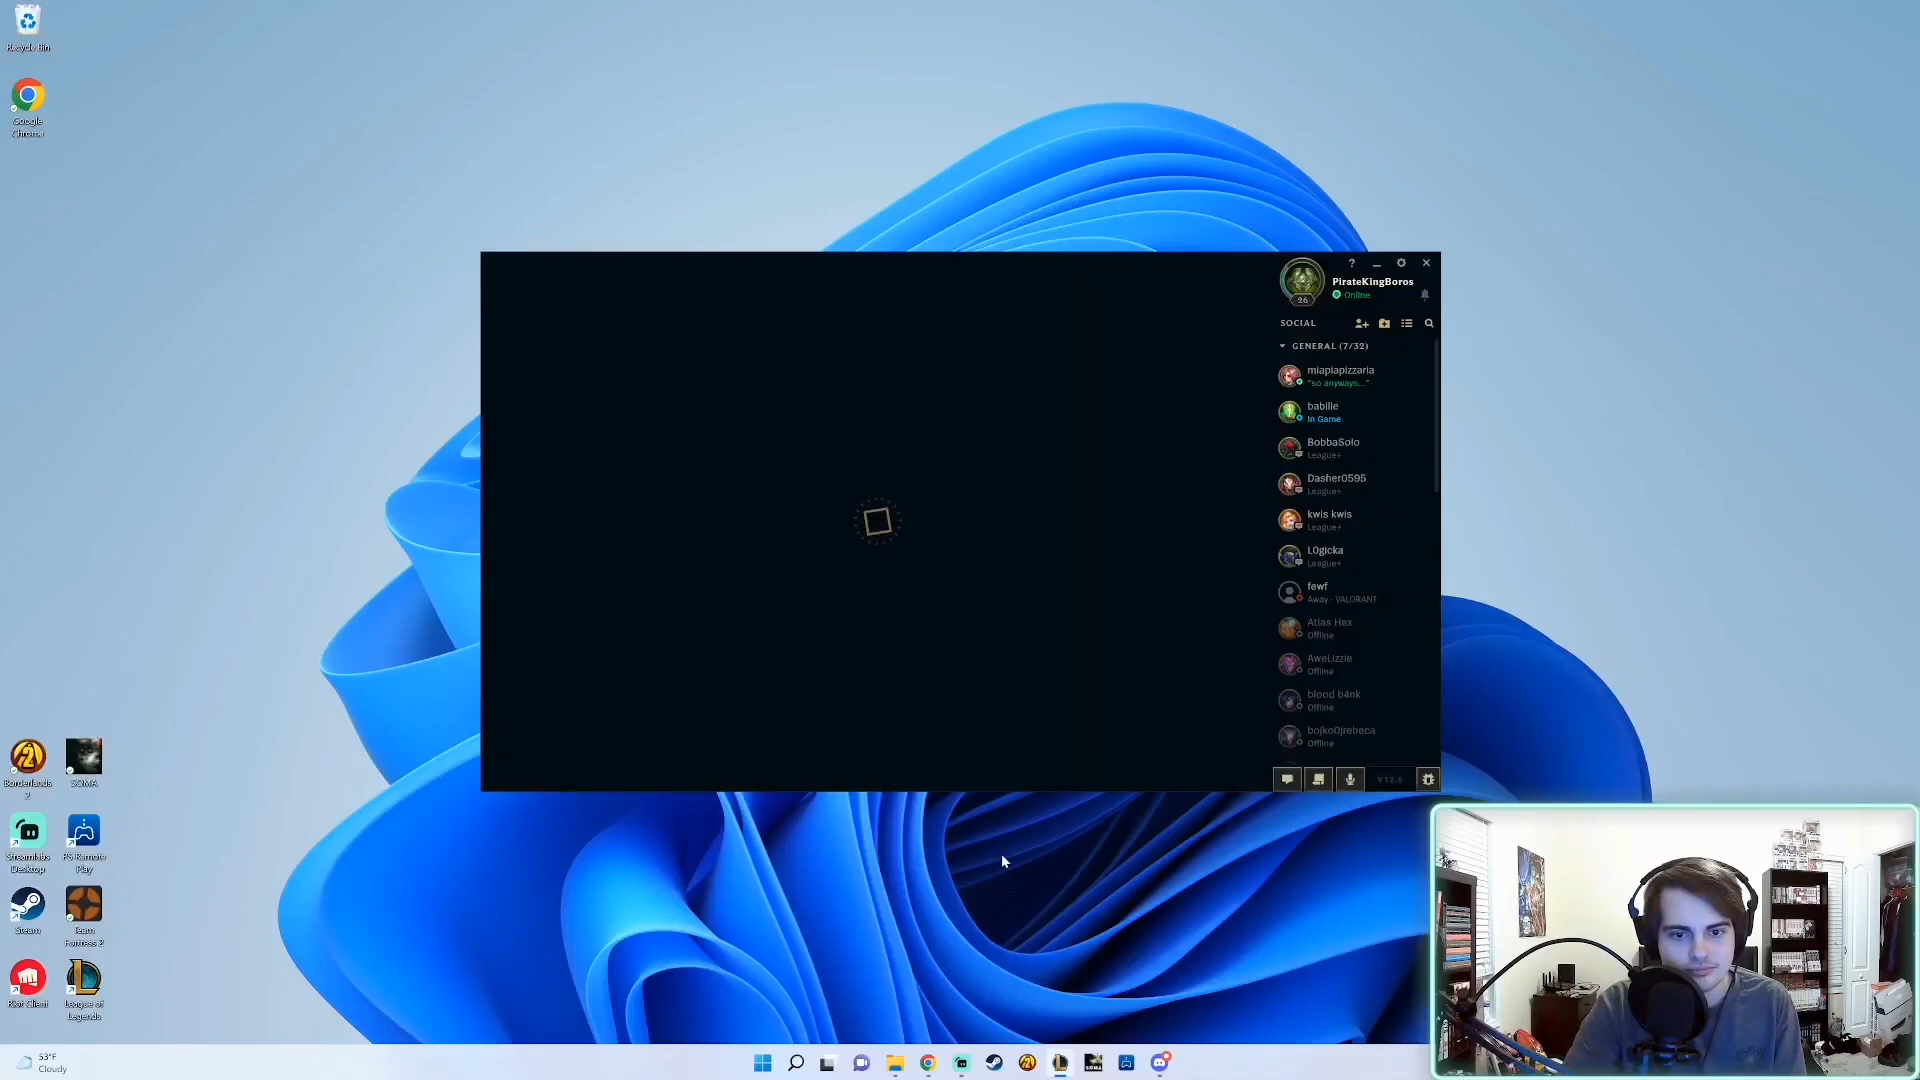 Recycle Bin
Google
Chrome
?
PirateKingBoros
26
Online
SOCIAL
GENERAL (7/32)
miapiapizzaria
"so anyways..."
babille
In Game
BobbaSolo
League+
Dasher0595
League+
kwis kwis
League+
L0gicka
League+
fewf
Away - VALORANT
Atlas Hex
Offline
AweLizzie
Offline
blood b4nk
Offline
bojko0jrebeca
Offline
V12.6
Borderlands
2
SOMA
Streamlabs
Desktop
PS Remote
Play
Steam
Team
Fortress 2
Riot Client
League of
Legends
53°F
Cloudy
SOMA